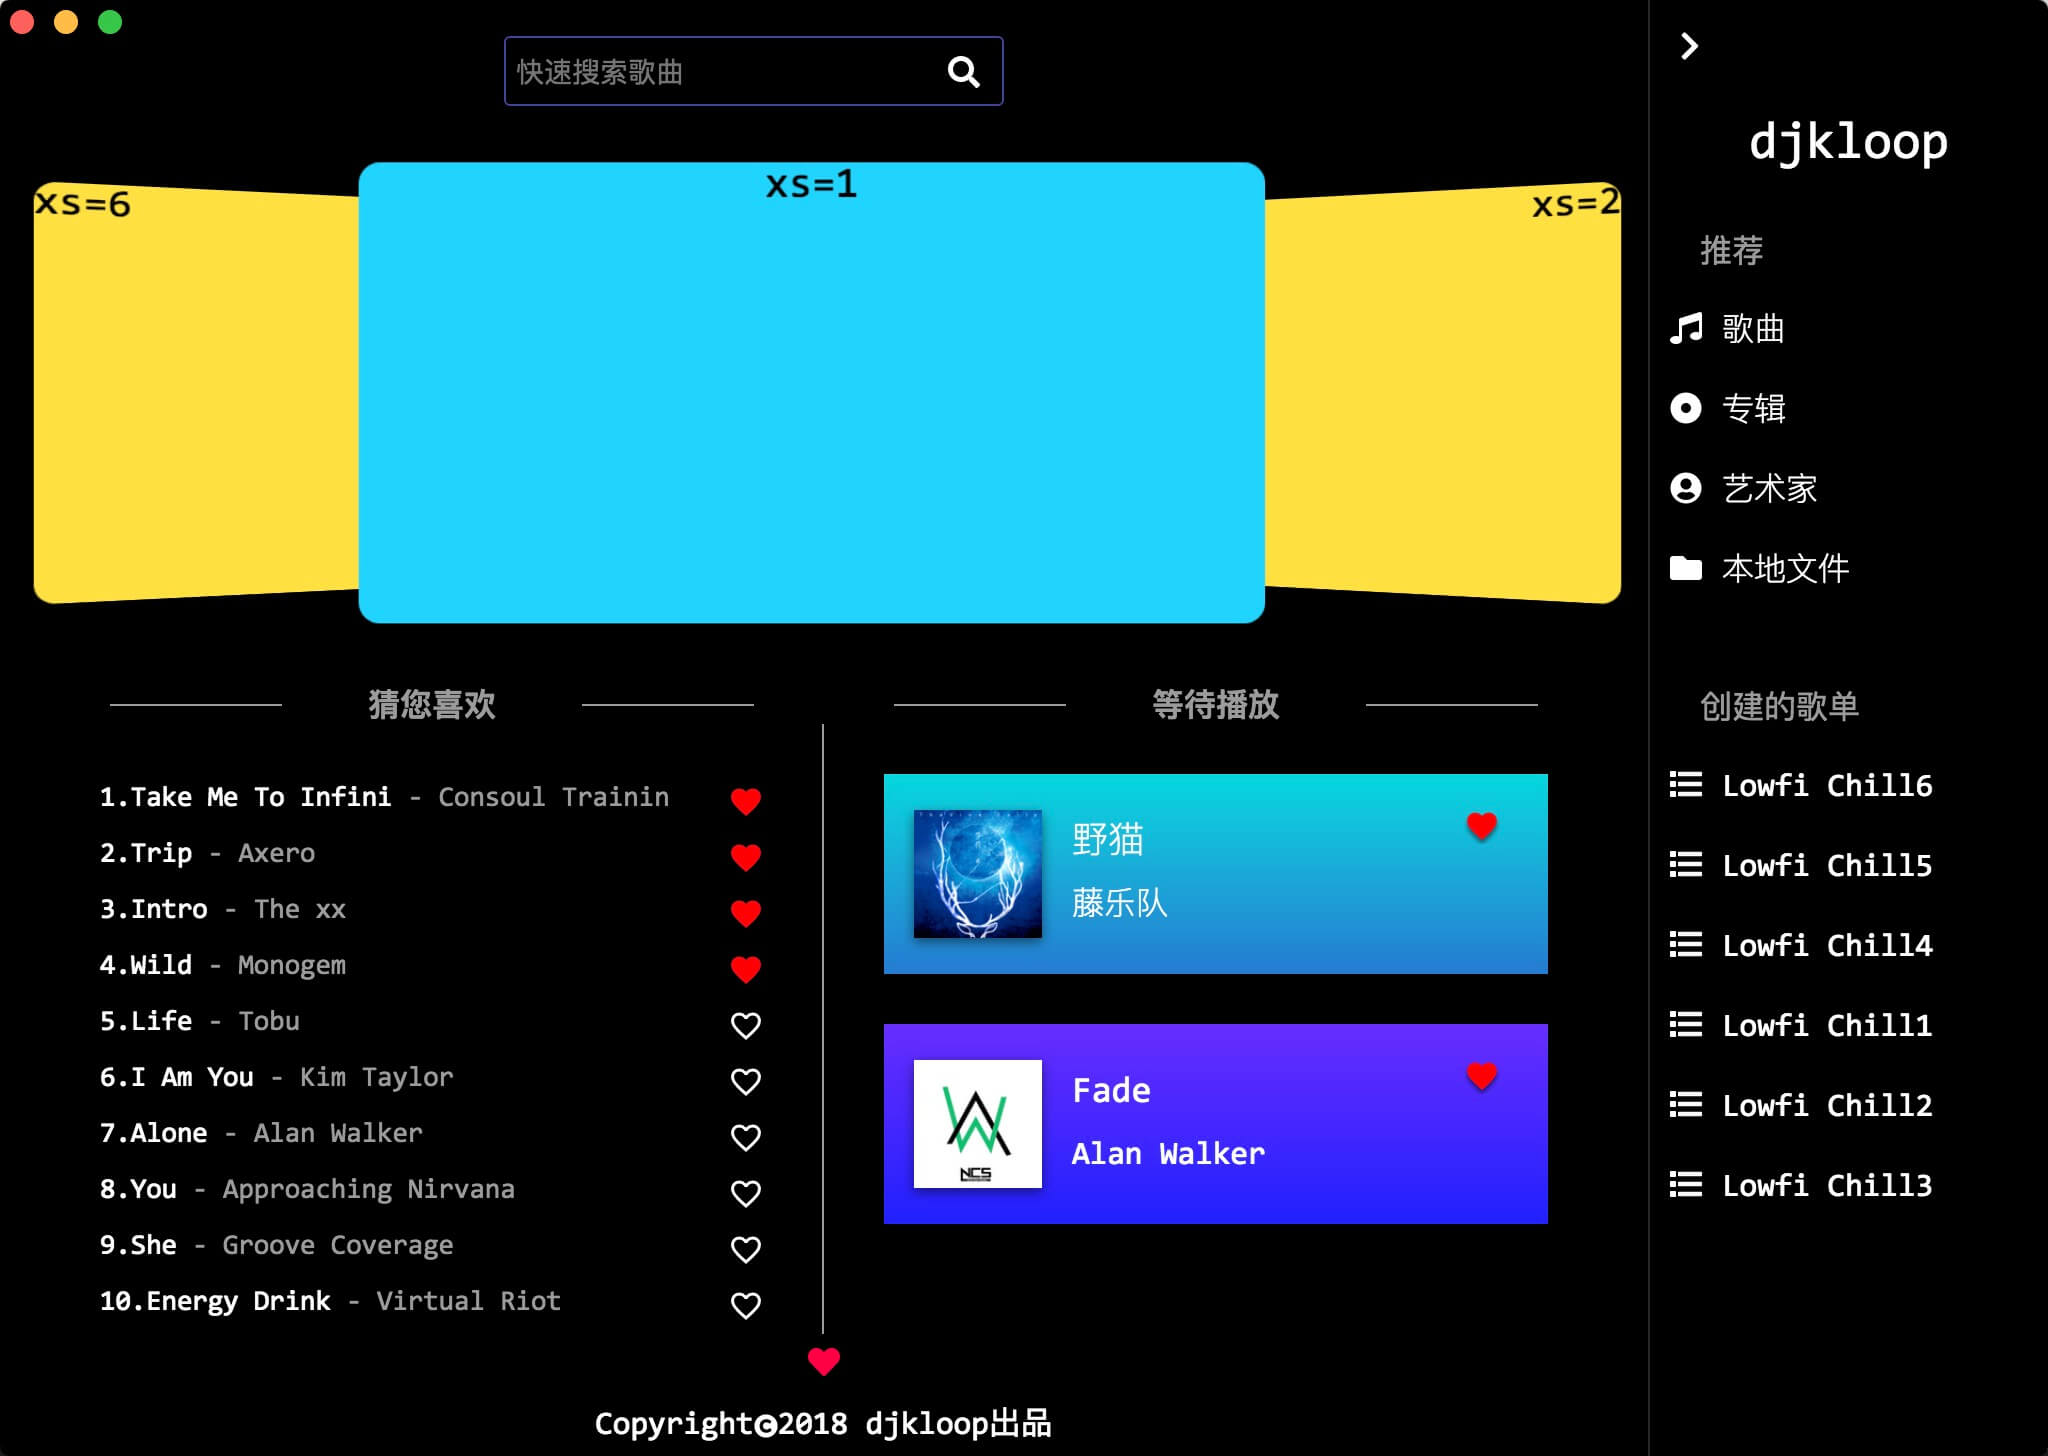 快速搜索歌曲
xs=6
xs=1
xs=2
猜您喜欢
1.Take Me To Infini - Consoul Trainin
2.Trip - Axero
3.Intro - The xx
4.Wild - Monogem
5.Life - Tobu
6.I Am You - Kim Taylor
7.Alone - Alan Walker
8.You - Approaching Nirvana
9.She - Groove Coverage
10.Energy Drink - Virtual Riot
等待播放
野猫
藤乐队
NCS
Fade
Alan Walker
Copyright©2018 djkloop出品
djkloop
推荐
歌曲
专辑
艺术家
本地文件
创建的歌单
Lowfi Chill6
Lowfi Chill5
Lowfi Chill4
Lowfi Chill1
Lowfi Chill2
Lowfi Chill3